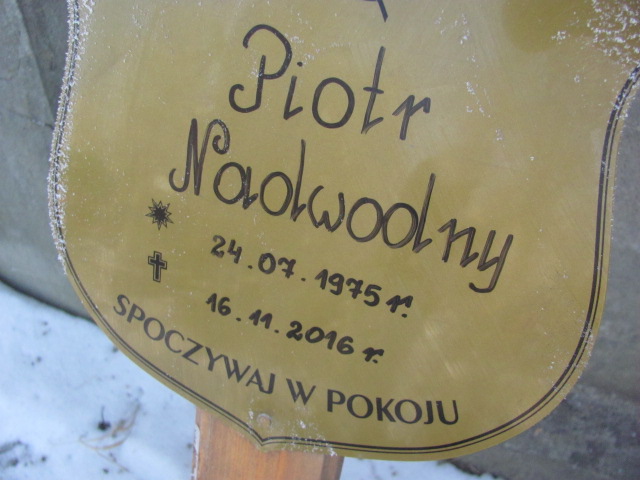 Piotr
Nadwodny
24.07.1975 r.
16.11.2016 r.
SPOCZYWAJ W POKOJU